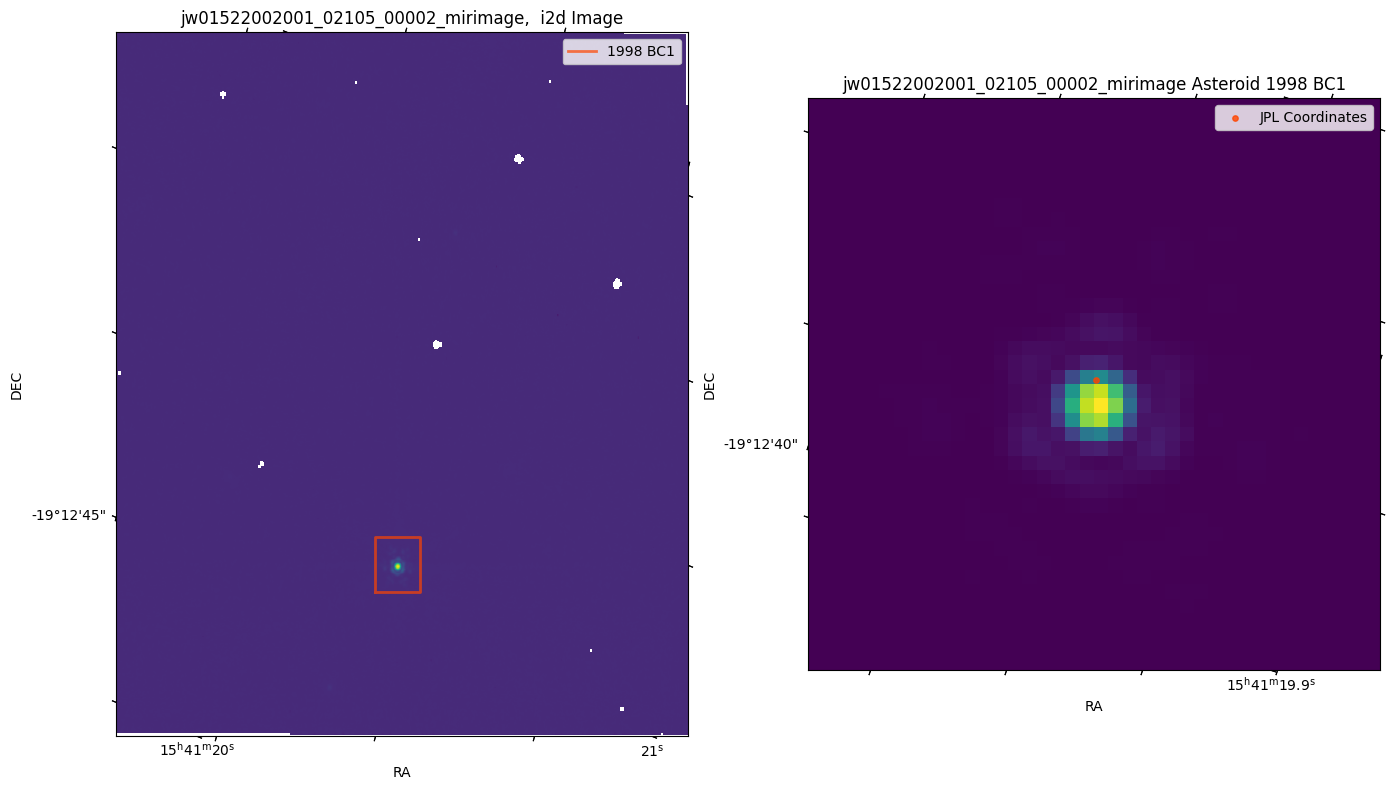 jw01522002001_02105_00002_mirimage,  i2d Image
1998 BC1
DEC
-19°12'45"
15h41m20s
21s
RA
jw01522002001_02105_00002_mirimage Asteroid 1998 BC1
JPL Coordinates
DEC
-19°12'40"
15h41m19.9s
RA